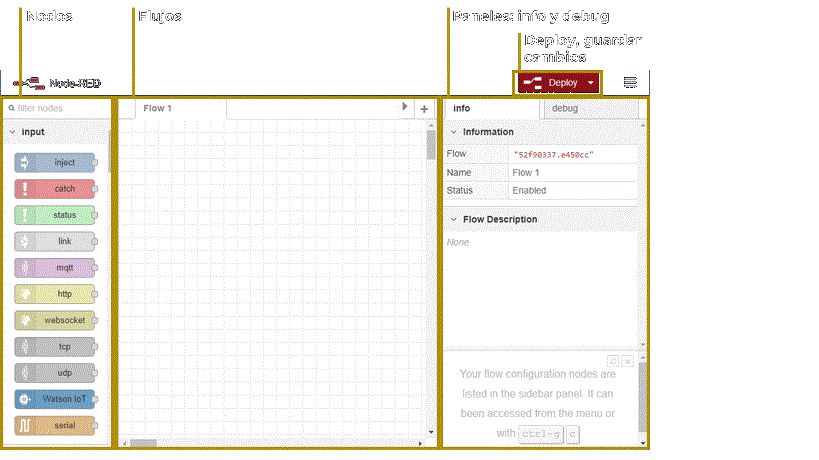 Nodos
Flujos
Paneles: info y debug
Deploy, guardar
cambios
Node-RED
Deploy
filter nodes
Flow 1
info
debug
input
Information
inject
Flow
"52f90337.e450cc"
catch
Name
Flow 1
Status
Enabled
status
Flow Description
link
None
mqtt
http
websocket
tcp
udp
Your flow configuration nodes are
listed in the sidebar panel. It can
been accessed from the menu or
with ctrl-g c
Watson IoT
serial